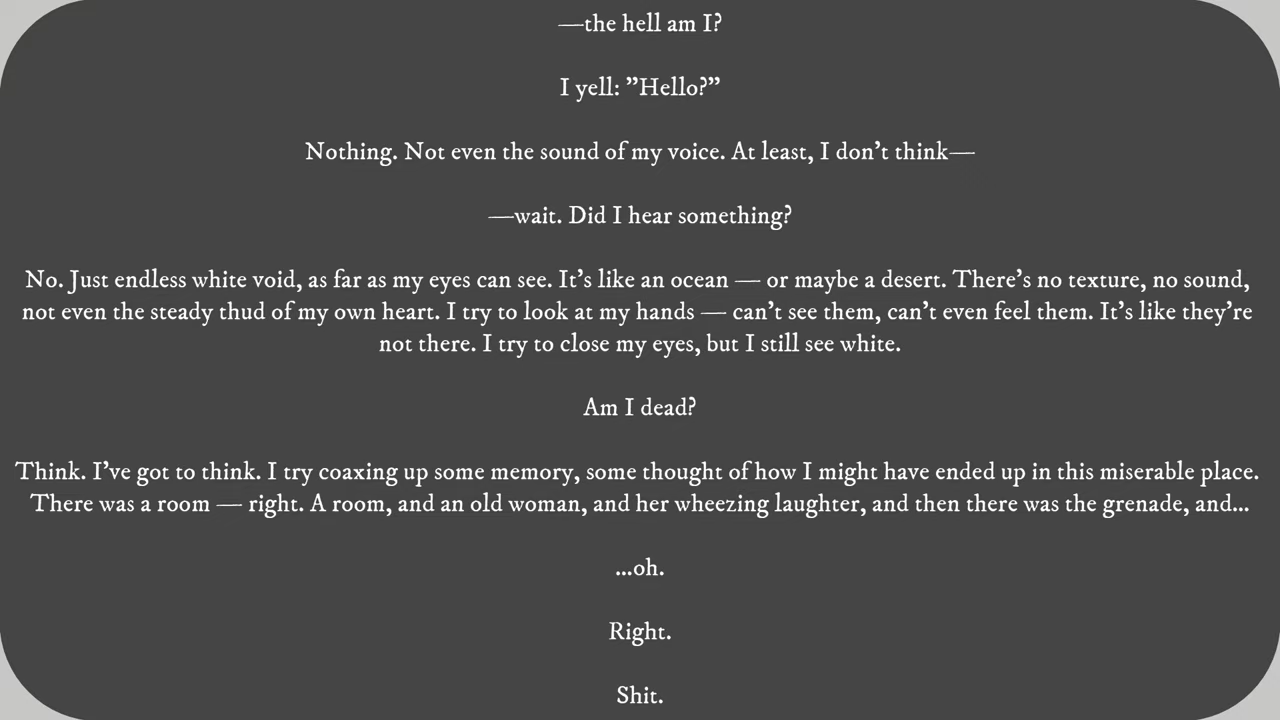 —the hell am I?
I yell: ”Hello?”
Nothing. Not even the sound of my voice. At least, I don’t think—
—wait. Did I hear something?
No. Just endless white void, as far as my eyes can see. It’s like an ocean — or maybe a desert. There’s no texture, no sound,
not even the steady thud of my own heart. I try to look at my hands — can’t see them, can’t even feel them. It’s like they’re
not there. I try to close my eyes, but I still see white.
Am I dead?
Think. I’ve got to think. I try coaxing up some memory, some thought of how I might have ended up in this miserable place.
There was a room — right. A room, and an old woman, and her wheezing laughter, and then there was the grenade, and...
...oh.
Right.
Shit.